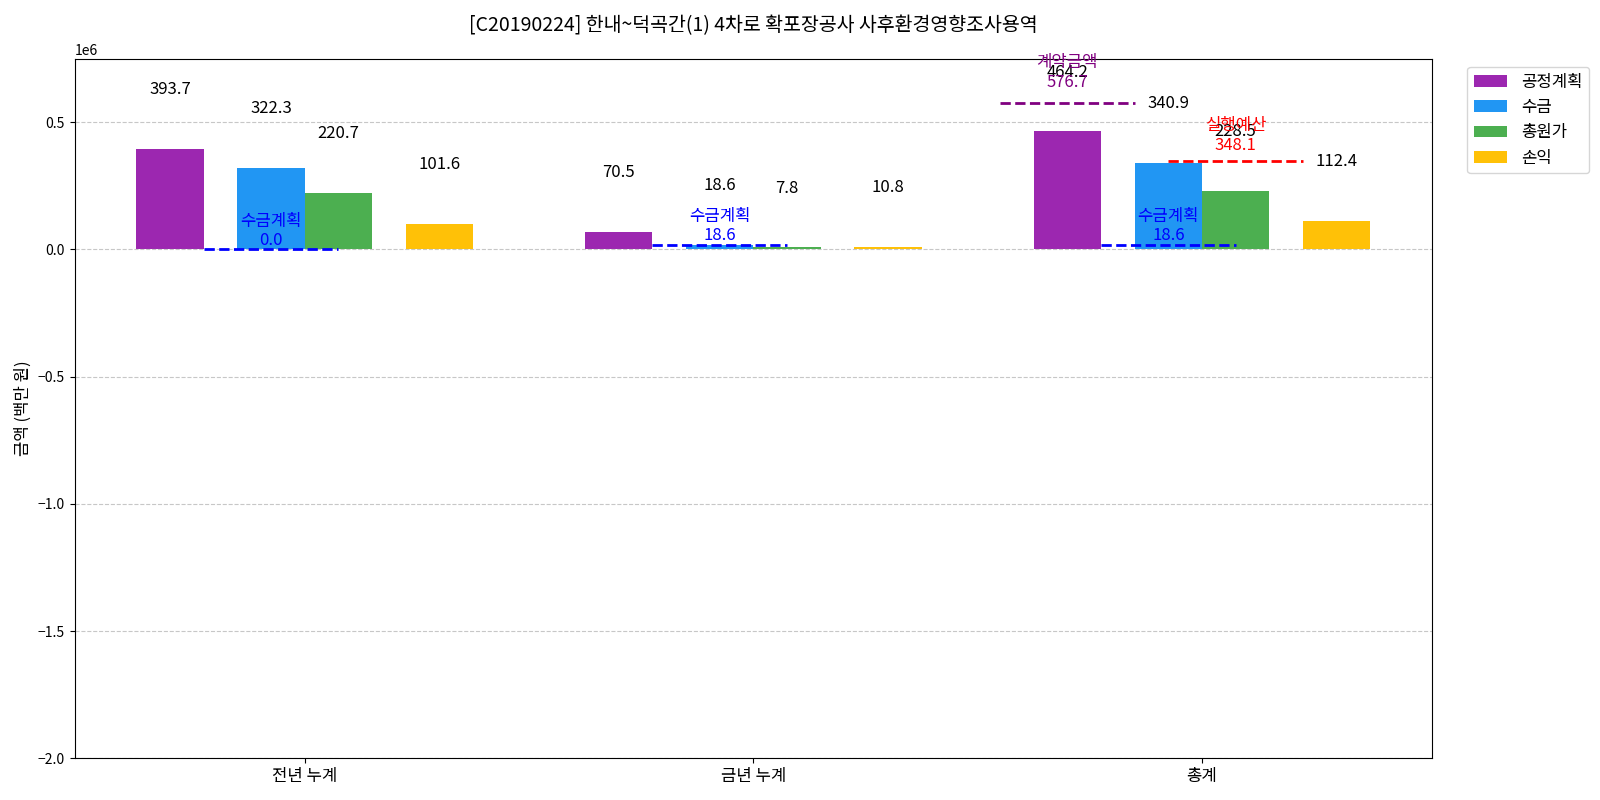 [C20190224] 한내~덕곡간(1) 4차로 확포장공사 사후환경영향조사용역
1e6
계약금액
464.2
576.7
393.7
322.3
340.9
220.7
실행예산
228.5
348.1
101.6
112.4
70.5
18.6
7.8
10.8
수금계획
0.0
수금계획
18.6
수금계획
18.6
공정계획
수금
총원가
손익
0.5
0.0
−0.5
−1.0
−1.5
−2.0
금액 (백만 원)
전년 누계
금년 누계
총계